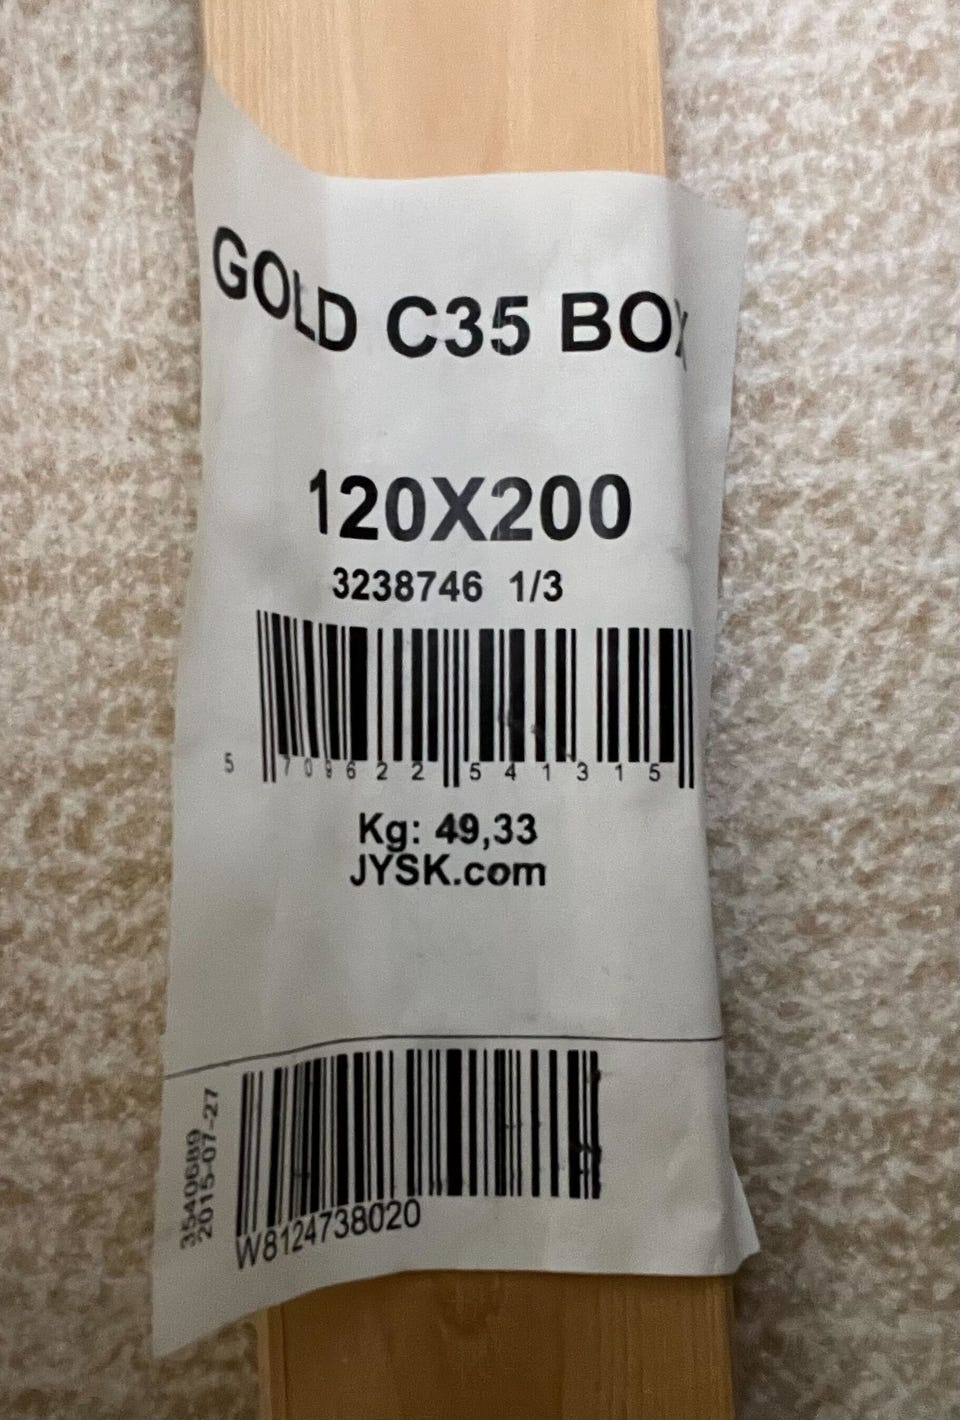 GOLD C35 BOX
120X200
3238746 1/3
5 709622 541315
Kg: 49,33
JYSK.com
3540689
2015-07-27
W8124738020